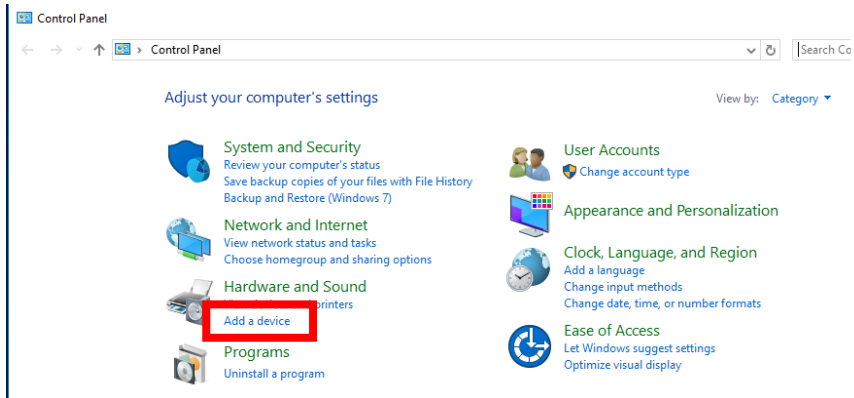 Control Panel
Control Panel
Search Co
Adjust your computer's settings
View by: Category
System and Security
Review your computer's status
Save backup copies of your files with File History
Backup and Restore (Windows 7)
Network and Internet
View network status and tasks
Choose homegroup and sharing options
Hardware and Sound
printers
Add a device
Programs
Uninstall a program
User Accounts
Change account type
Appearance and Personalization
Clock, Language, and Region
Add a language
Change input methods
Change date, time, or number formats
Ease of Access
Let Windows suggest settings
Optimize visual display